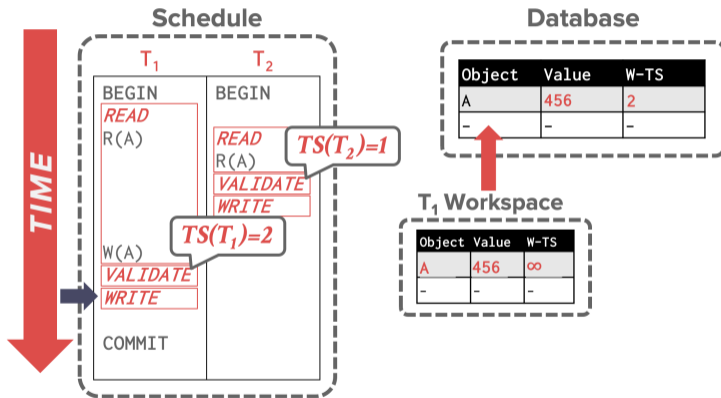 Schedule
T1 T2
BEGIN BEGIN
READ
R(A)
READ
R(A)
VALIDATE
WRITE
TS(T2)=1
TS(T1)=2
W(A)
VALIDATE
WRITE
COMMIT
TIME
Database
Object Value W-TS
A 456 2
- - -
T1 Workspace
Object Value W-TS
A 456 ∞
- - -